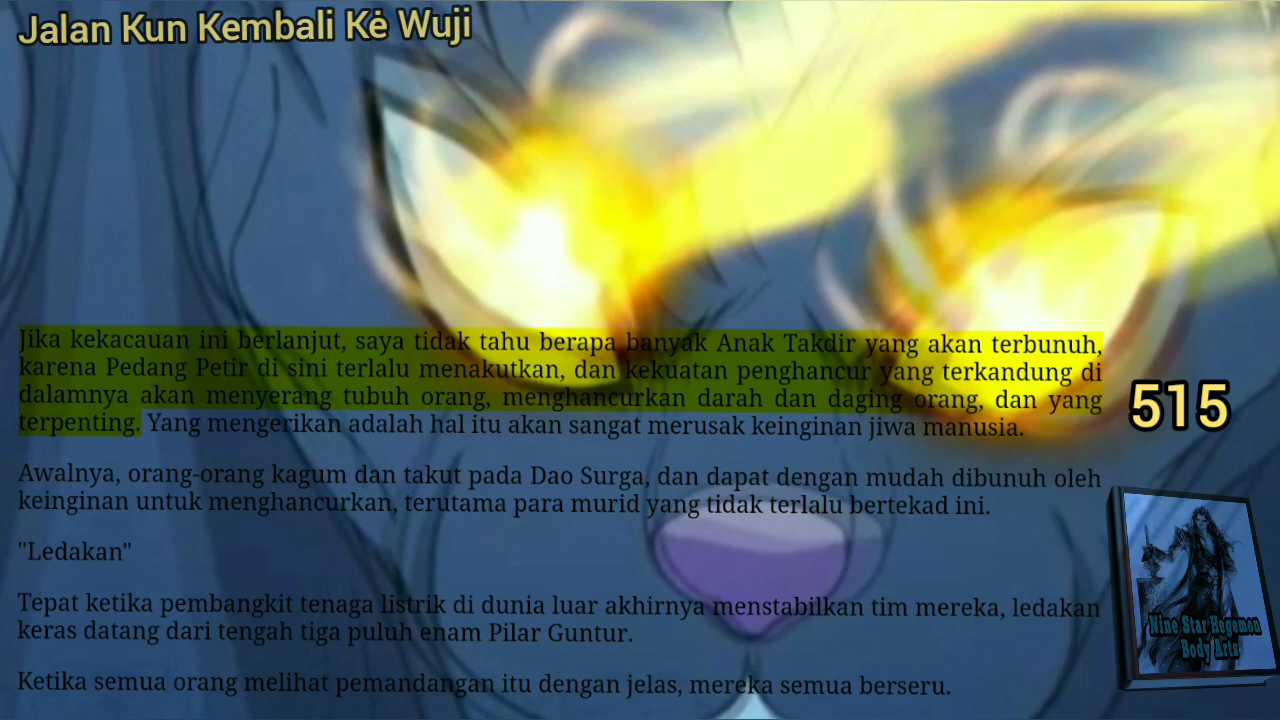 Jalan Kun Kembali Kė Wuji
Jika kekacauan ini berlanjut, saya tidak tahu berapa banyak Anak Takdir yang akan terbunuh,
karena Pedang Petir di sini terlalu menakutkan, dan kekuatan penghancur yang terkandung di
dalamnya akan menyerang tubuh orang, menghancurkan darah dan daging orang, dan yang
terpenting. Yang mengerikan adalah hal itu akan sangat merusak keinginan jiwa manusia.
515
Awalnya, orang-orang kagum dan takut pada Dao Surga, dan dapat dengan mudah dibunuh oleh
keinginan untuk menghancurkan, terutama para murid yang tidak terlalu bertekad ini.
"Ledakan"
Tepat ketika pembangkit tenaga listrik di dunia luar akhirnya menstabilkan tim mereka, ledakan
keras datang dari tengah tiga puluh enam Pilar Guntur.
Ketika semua orang melihat pemandangan itu dengan jelas, mereka semua berseru.
Nine Star Hegemon
Body Arts